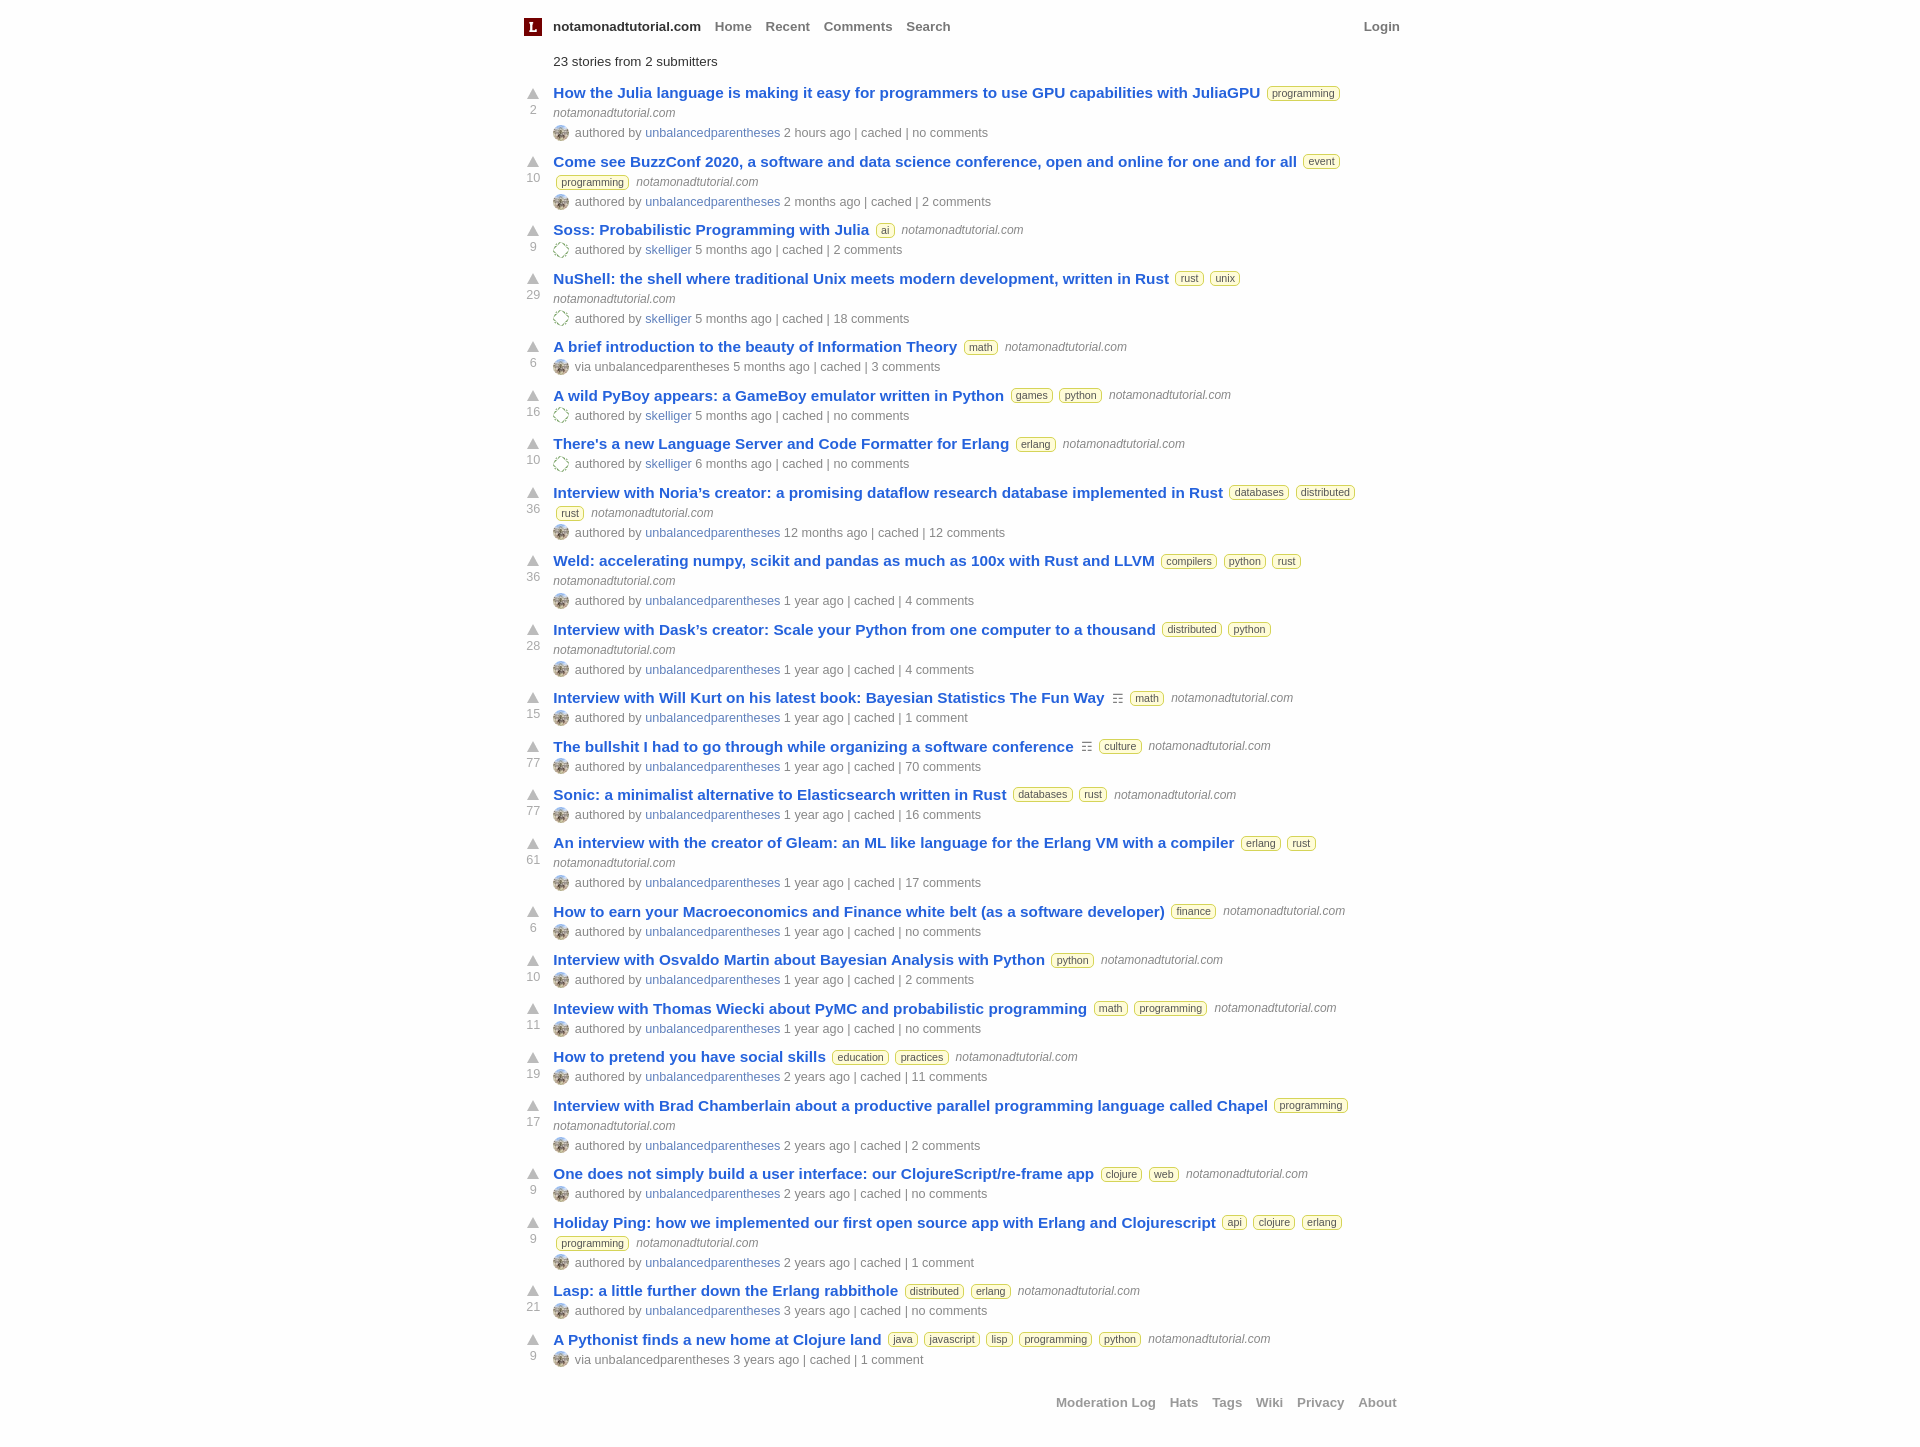 L notamonadtutorial.com Home Recent Comments Search Login
23 stories from 2 submitters
How the Julia language is making it easy for programmers to use GPU capabilities with JuliaGPU programming
2 notamonadtutorial.com
authored by unbalancedparentheses 2 hours ago | cached | no comments
Come see BuzzConf 2020, a software and data science conference, open and online for one and for all event
10 programming notamonadtutorial.com
authored by unbalancedparentheses 2 months ago | cached | 2 comments
Soss: Probabilistic Programming with Julia ai notamonadtutorial.com
9 authored by skelliger 5 months ago | cached | 2 comments
NuShell: the shell where traditional Unix meets modern development, written in Rust rust unix
29 notamonadtutorial.com
authored by skelliger 5 months ago | cached | 18 comments
A brief introduction to the beauty of Information Theory math notamonadtutorial.com
6 via unbalancedparentheses 5 months ago | cached | 3 comments
A wild PyBoy appears: a GameBoy emulator written in Python games python notamonadtutorial.com
16 authored by skelliger 5 months ago | cached | no comments
There's a new Language Server and Code Formatter for Erlang erlang notamonadtutorial.com
10 authored by skelliger 6 months ago | cached | no comments
Interview with Noria’s creator: a promising dataflow research database implemented in Rust databases distributed
36 rust notamonadtutorial.com
authored by unbalancedparentheses 12 months ago | cached | 12 comments
Weld: accelerating numpy, scikit and pandas as much as 100x with Rust and LLVM compilers python rust
36 notamonadtutorial.com
authored by unbalancedparentheses 1 year ago | cached | 4 comments
Interview with Dask’s creator: Scale your Python from one computer to a thousand distributed python
28 notamonadtutorial.com
authored by unbalancedparentheses 1 year ago | cached | 4 comments
Interview with Will Kurt on his latest book: Bayesian Statistics The Fun Way ☶ math notamonadtutorial.com
15 authored by unbalancedparentheses 1 year ago | cached | 1 comment
The bullshit I had to go through while organizing a software conference ☶ culture notamonadtutorial.com
77 authored by unbalancedparentheses 1 year ago | cached | 70 comments
Sonic: a minimalist alternative to Elasticsearch written in Rust databases rust notamonadtutorial.com
77 authored by unbalancedparentheses 1 year ago | cached | 16 comments
An interview with the creator of Gleam: an ML like language for the Erlang VM with a compiler erlang rust
61 notamonadtutorial.com
authored by unbalancedparentheses 1 year ago | cached | 17 comments
How to earn your Macroeconomics and Finance white belt (as a software developer) finance notamonadtutorial.com
6 authored by unbalancedparentheses 1 year ago | cached | no comments
Interview with Osvaldo Martin about Bayesian Analysis with Python python notamonadtutorial.com
10 authored by unbalancedparentheses 1 year ago | cached | 2 comments
Inteview with Thomas Wiecki about PyMC and probabilistic programming math programming notamonadtutorial.com
11 authored by unbalancedparentheses 1 year ago | cached | no comments
How to pretend you have social skills education practices notamonadtutorial.com
19 authored by unbalancedparentheses 2 years ago | cached | 11 comments
Interview with Brad Chamberlain about a productive parallel programming language called Chapel programming
17 notamonadtutorial.com
authored by unbalancedparentheses 2 years ago | cached | 2 comments
One does not simply build a user interface: our ClojureScript/re-frame app clojure web notamonadtutorial.com
9 authored by unbalancedparentheses 2 years ago | cached | no comments
Holiday Ping: how we implemented our first open source app with Erlang and Clojurescript api clojure erlang
9 programming notamonadtutorial.com
authored by unbalancedparentheses 2 years ago | cached | 1 comment
Lasp: a little further down the Erlang rabbithole distributed erlang notamonadtutorial.com
21 authored by unbalancedparentheses 3 years ago | cached | no comments
A Pythonist finds a new home at Clojure land java javascript lisp programming python notamonadtutorial.com
9 via unbalancedparentheses 3 years ago | cached | 1 comment
Moderation Log Hats Tags Wiki Privacy About